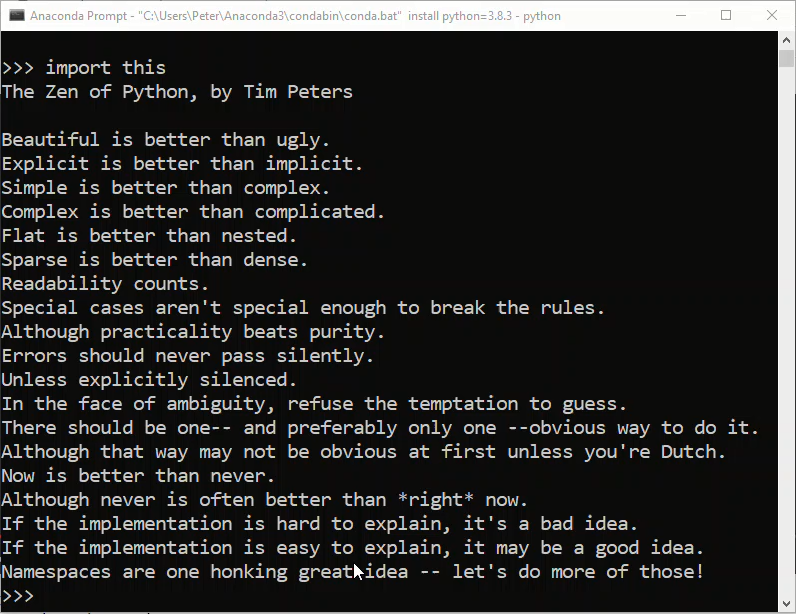 Anaconda Prompt - "C:\Users\Peter\Anaconda3\condabin\conda.bat"  install python=3.8.3 - python
>>> import this
The Zen of Python, by Tim Peters
Beautiful is better than ugly.
Explicit is better than implicit.
Simple is better than complex.
Complex is better than complicated.
Flat is better than nested.
Sparse is better than dense.
Readability counts.
Special cases aren't special enough to break the rules.
Although practicality beats purity.
Errors should never pass silently.
Unless explicitly silenced.
In the face of ambiguity, refuse the temptation to guess.
There should be one-- and preferably only one --obvious way to do it.
Although that way may not be obvious at first unless you're Dutch.
Now is better than never.
Although never is often better than *right* now.
If the implementation is hard to explain, it's a bad idea.
If the implementation is easy to explain, it may be a good idea.
Namespaces are one honking great idea -- let's do more of those!
>>>